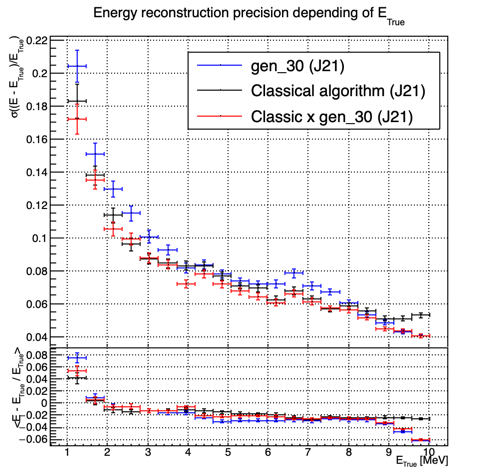 Energy reconstruction precision depending of E_True
σ((E - E_True)/E_True)
0.22
0.2
0.18
0.16
0.14
0.12
0.1
0.08
0.06
0.04
gen_30 (J21)
Classical algorithm (J21)
Classic x gen_30 (J21)
<E - E_True / E_True>
0.08
0.06
0.04
0.02
0
−0.02
−0.04
−0.06
1 2 3 4 5 6 7 8 9 10
E_True [MeV]